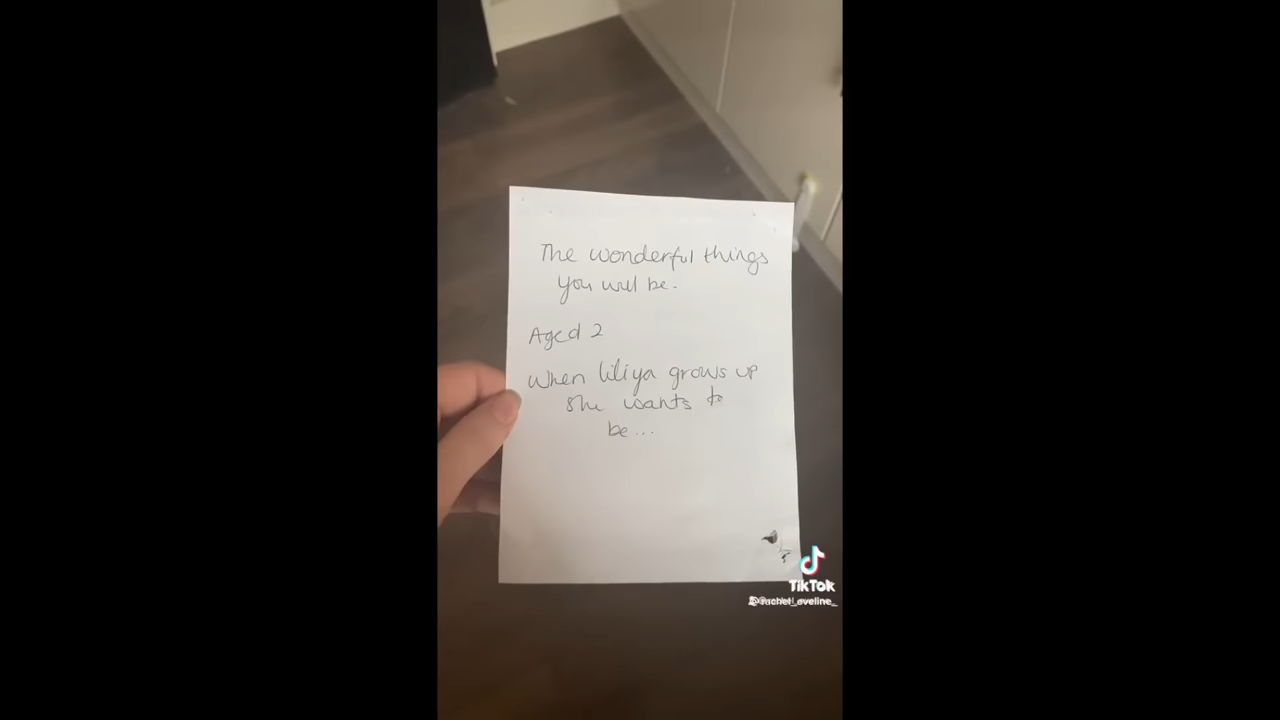 The wonderful things
you will be.
Aged 2
When liliya grows up
she wants to
be...
TikTok